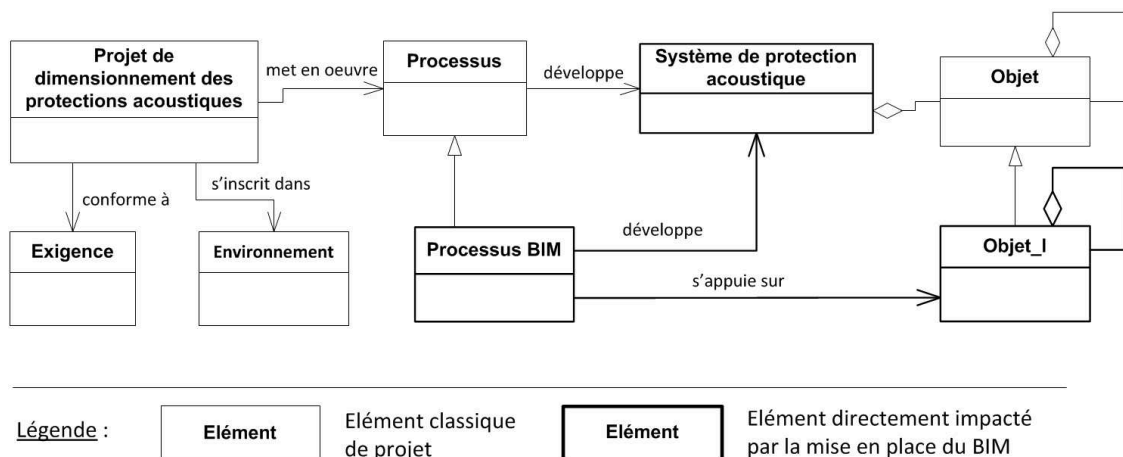 Projet de
dimensionnement des
protections acoustiques
met en oeuvre
Processus
développe
Système de protection
acoustique
Objet
conforme à
s'inscrit dans
Exigence
Environnement
Processus BIM
développe
s'appuie sur
Objet_I
Légende :
Elément
Elément classique
de projet
Elément
Elément directement impacté
par la mise en place du BIM